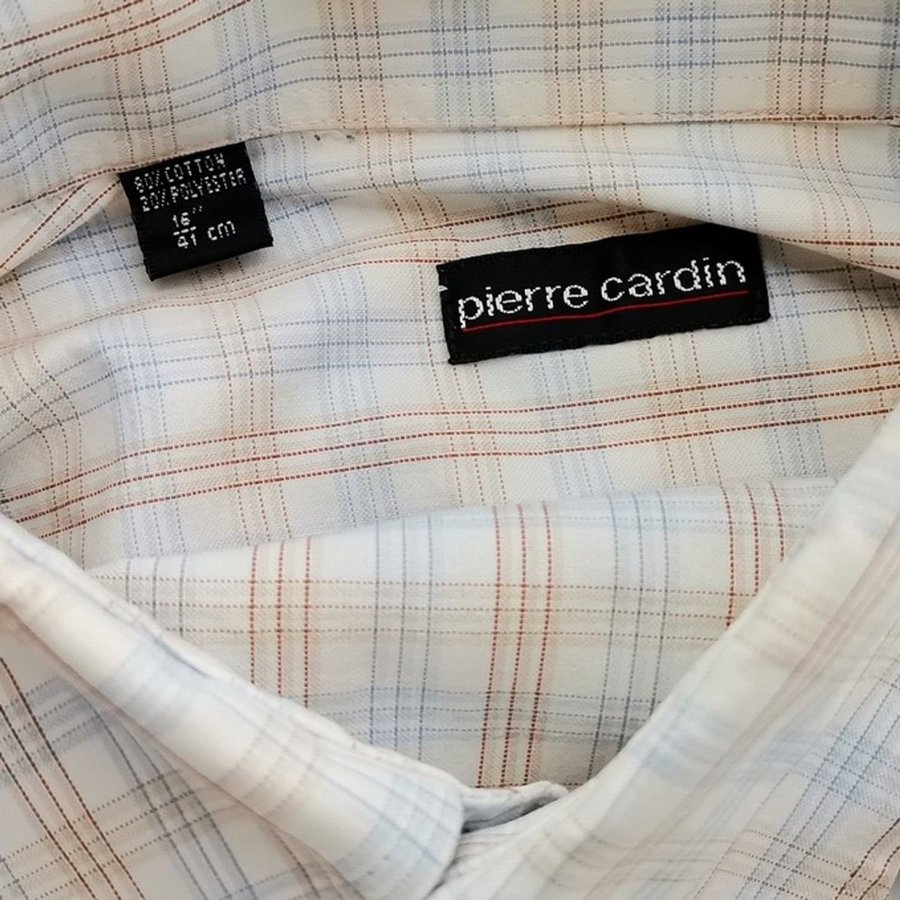 80% COTTON
20% POLYESTER
16"
41 cm
pierre cardin